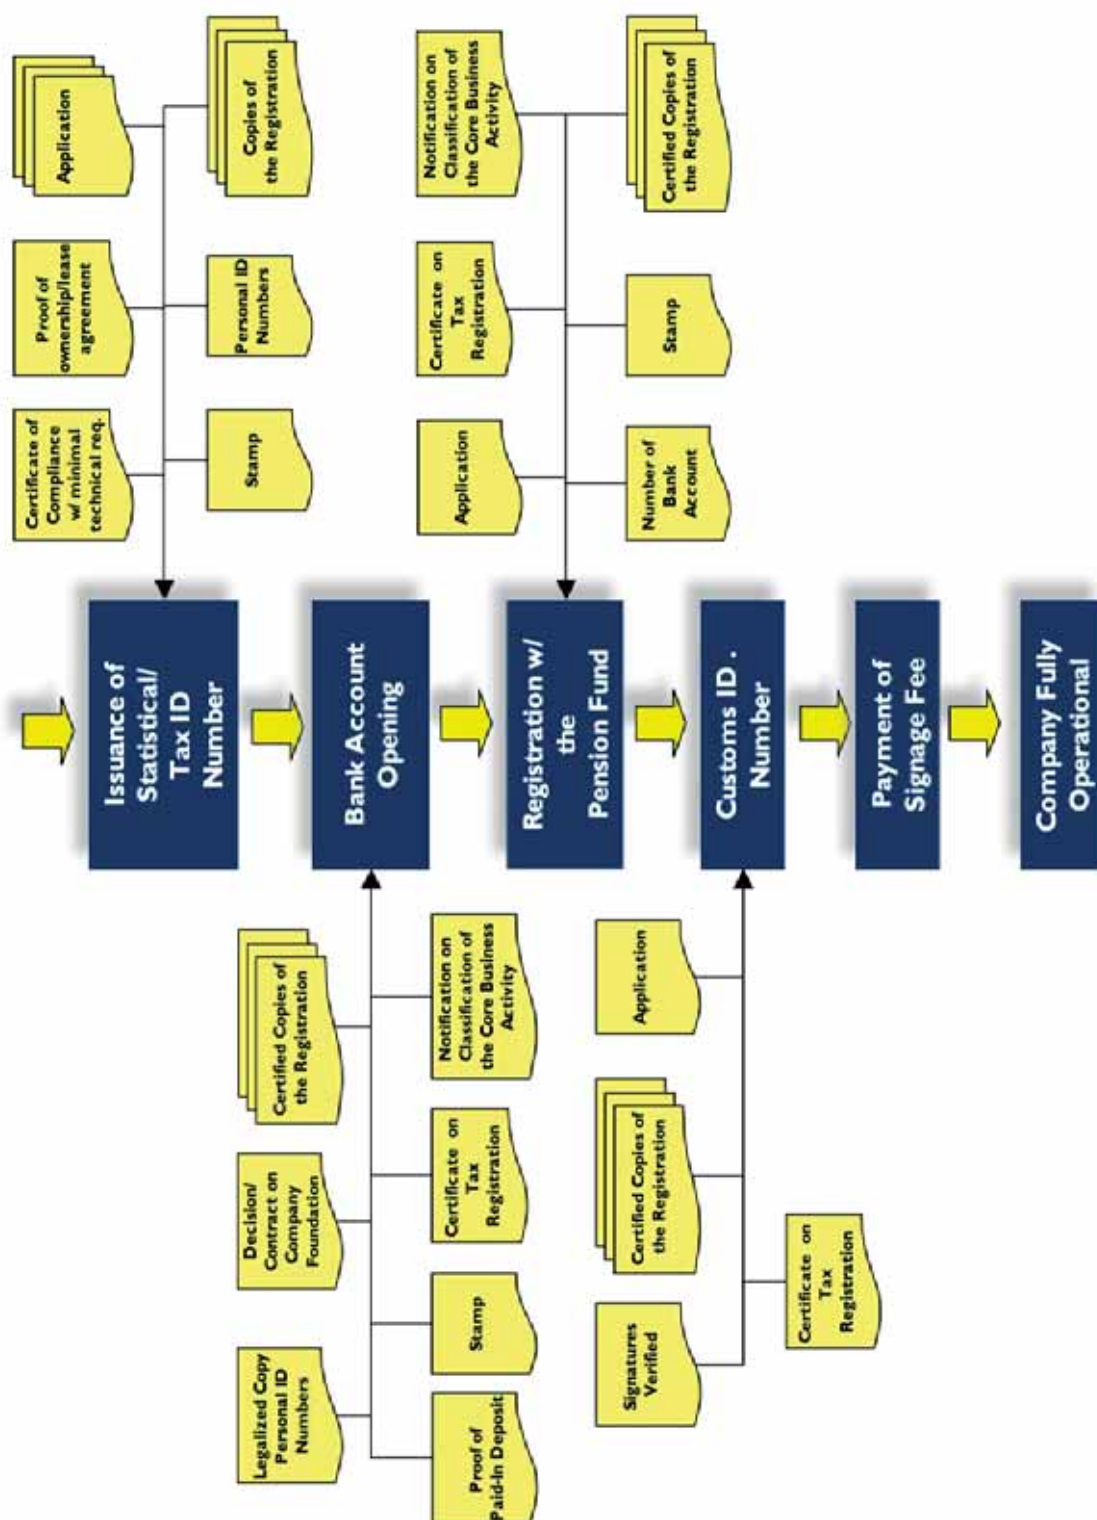 Application
Copies of
the Registration
Proof of
ownership/lease
agreement
Personal ID
Numbers
Certificate of
Compliance
w/ minimal
technical req.
Stamp
Issuance of
Statistical/
Tax ID
Number
Bank Account
Opening
Legalized Copy
Personal ID
Numbers
Decision/
Contract on
Company
Foundation
Certified Copies of
the Registration
Proof of
Paid-In Deposit
Stamp
Certificate on
Tax
Registration
Notification on
Classification of
the Core Business
Activity
Registration w/
the
Pension Fund
Application
Certificate on
Tax
Registration
Notification on
Classification of
the Core Business
Activity
Number of
Bank
Account
Stamp
Certified Copies of
the Registration
Customs ID .
Number
Signatures
Verified
Certified Copies of
the Registration
Application
Certificate on
Tax
Registration
Payment of
Signage Fee
Company Fully
Operational